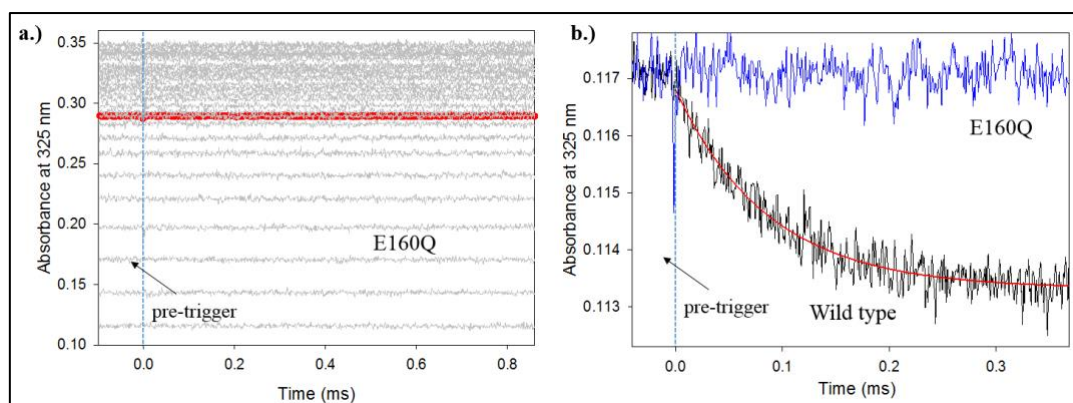 a.)
0.35
0.30
0.25
0.20
0.15
0.10
Absorbance at 325 nm
E160Q
pre-trigger
0.0
0.2
0.4
0.6
0.8
Time (ms)
b.)
0.117
0.116
0.115
0.114
0.113
Absorbance at 325 nm
E160Q
pre-trigger
Wild type
0.0
0.1
0.2
0.3
Time (ms)